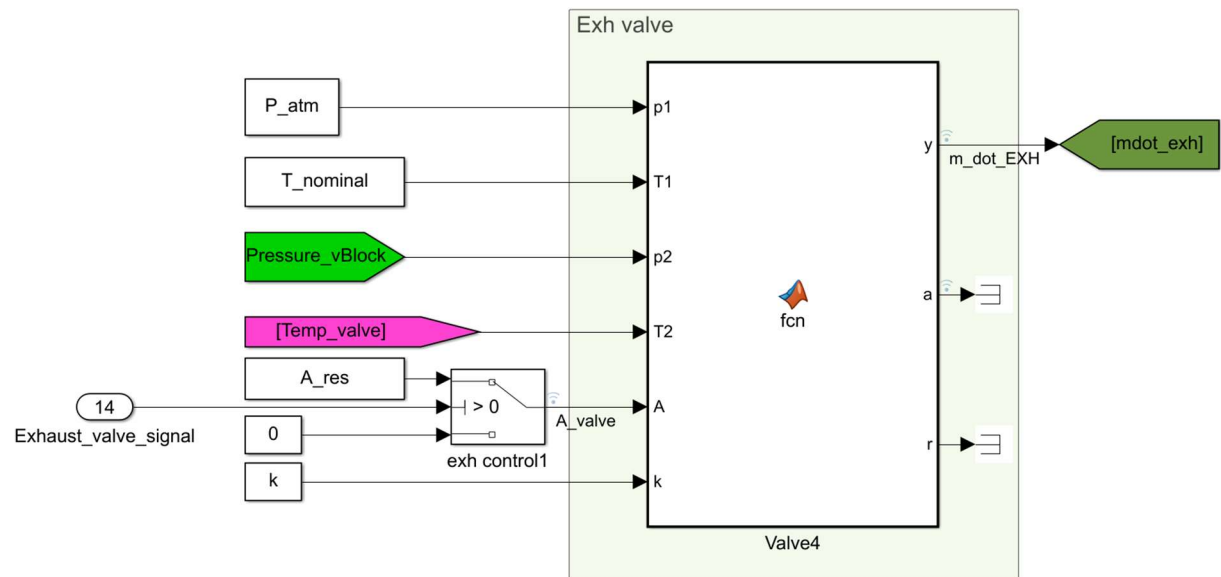 Exh valve
P_atm
p1
T_nominal
T1
Pressure_vBlock
p2
[Temp_valve]
T2
A_res
14
> 0
A_valve
A
Exhaust_valve_signal
0
exh control1
k
k
fcn
y
m_dot_EXH
[mdot_exh]
a
r
Valve4